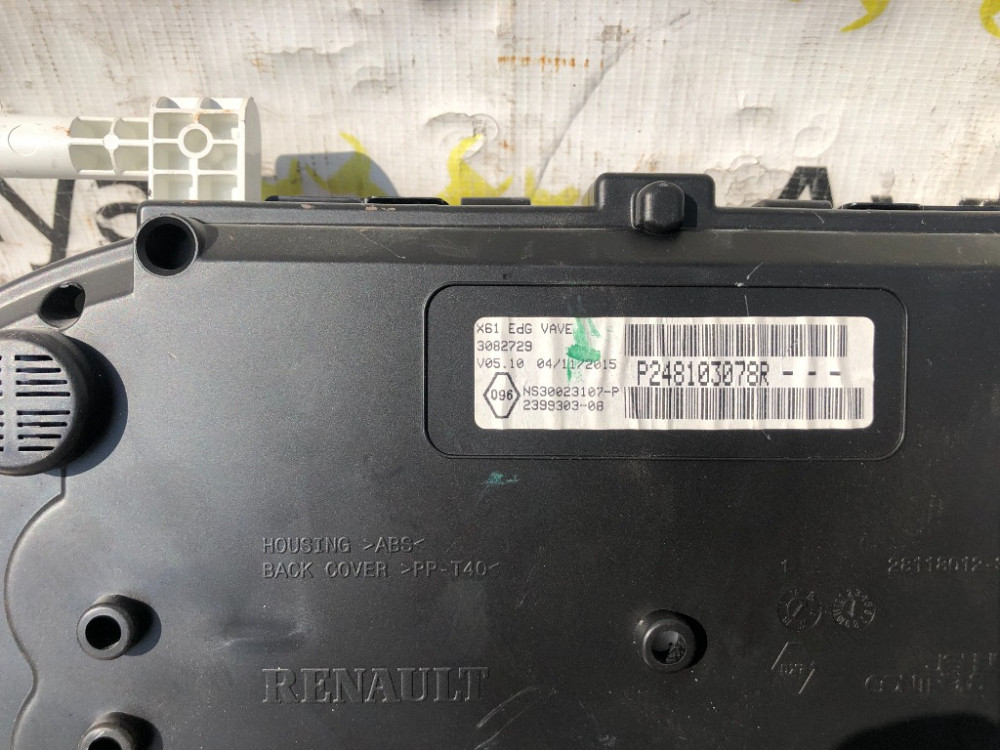 X61 EdG VAVE
3082729
V05.10 04/11/2015
096
NS30023107-P
2399303-08
P248103078R - - -
HOUSING >ABS<
BACK COVER >PP-T40<
1
RENAULT